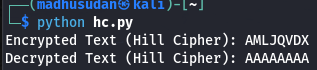 ┌──(madhusudan㉿kali)-[~]
└─$ python hc.py
Encrypted Text (Hill Cipher): AMLJQVDX
Decrypted Text (Hill Cipher): AAAAAAAA